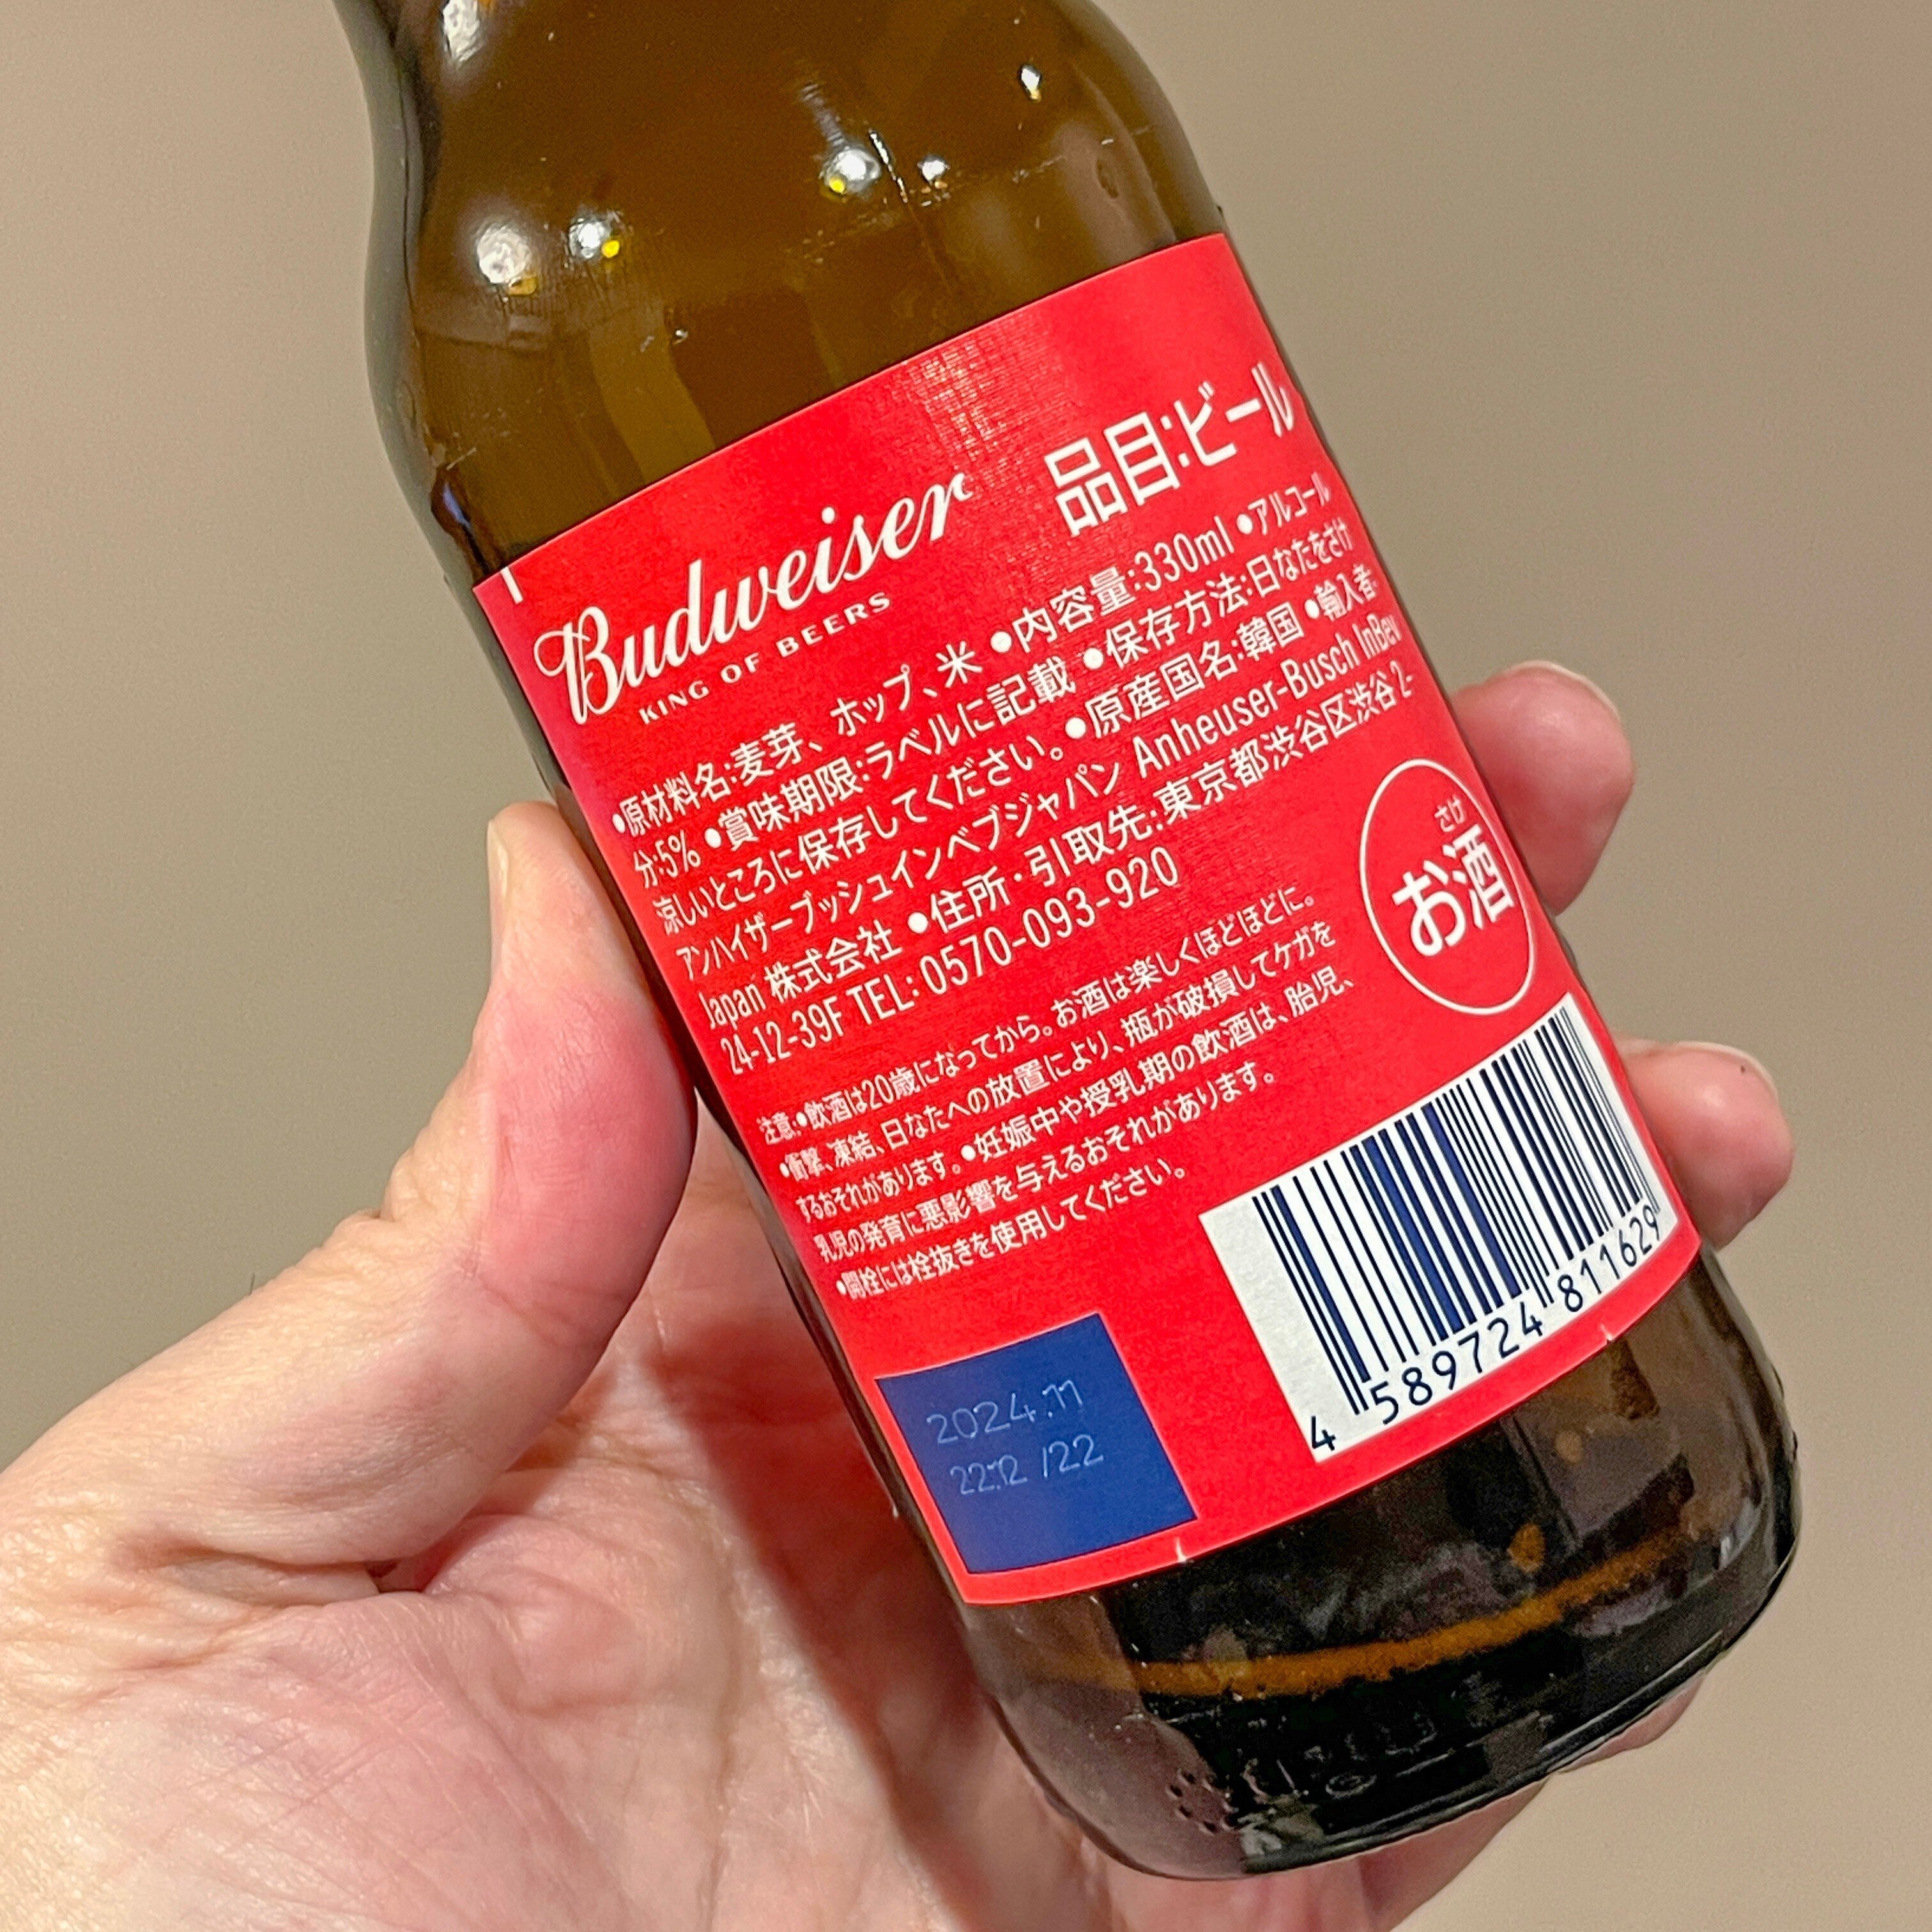 Budweiser
KING OF BEERS
品目:ビール
●原材料名:麦芽、ホップ、米 ●内容量:330ml ●アルコール
分:5% ●賞味期限:ラベルに記載 ●保存方法:日なたをさけ
涼しいところに保存してください。●原産国名:韓国 ●輸入者:
アンハイザーブッシュインベブジャパン Anheuser-Busch InBev
Japan 株式会社 ●住所・引取先:東京都渋谷区渋谷2-
24-12-39F TEL: 0570-093-920
さけ
お酒
注意:●飲酒は20歳になってから。お酒は楽しくほどほどに。
●衝撃、凍結、日なたへの放置により、瓶が破損してケガを
するおそれがあります。●妊娠中や授乳期の飲酒は、胎児、
乳児の発育に悪影響を与えるおそれがあります。
●開栓には栓抜きを使用してください。
4 589724 811629
2024.11
/22